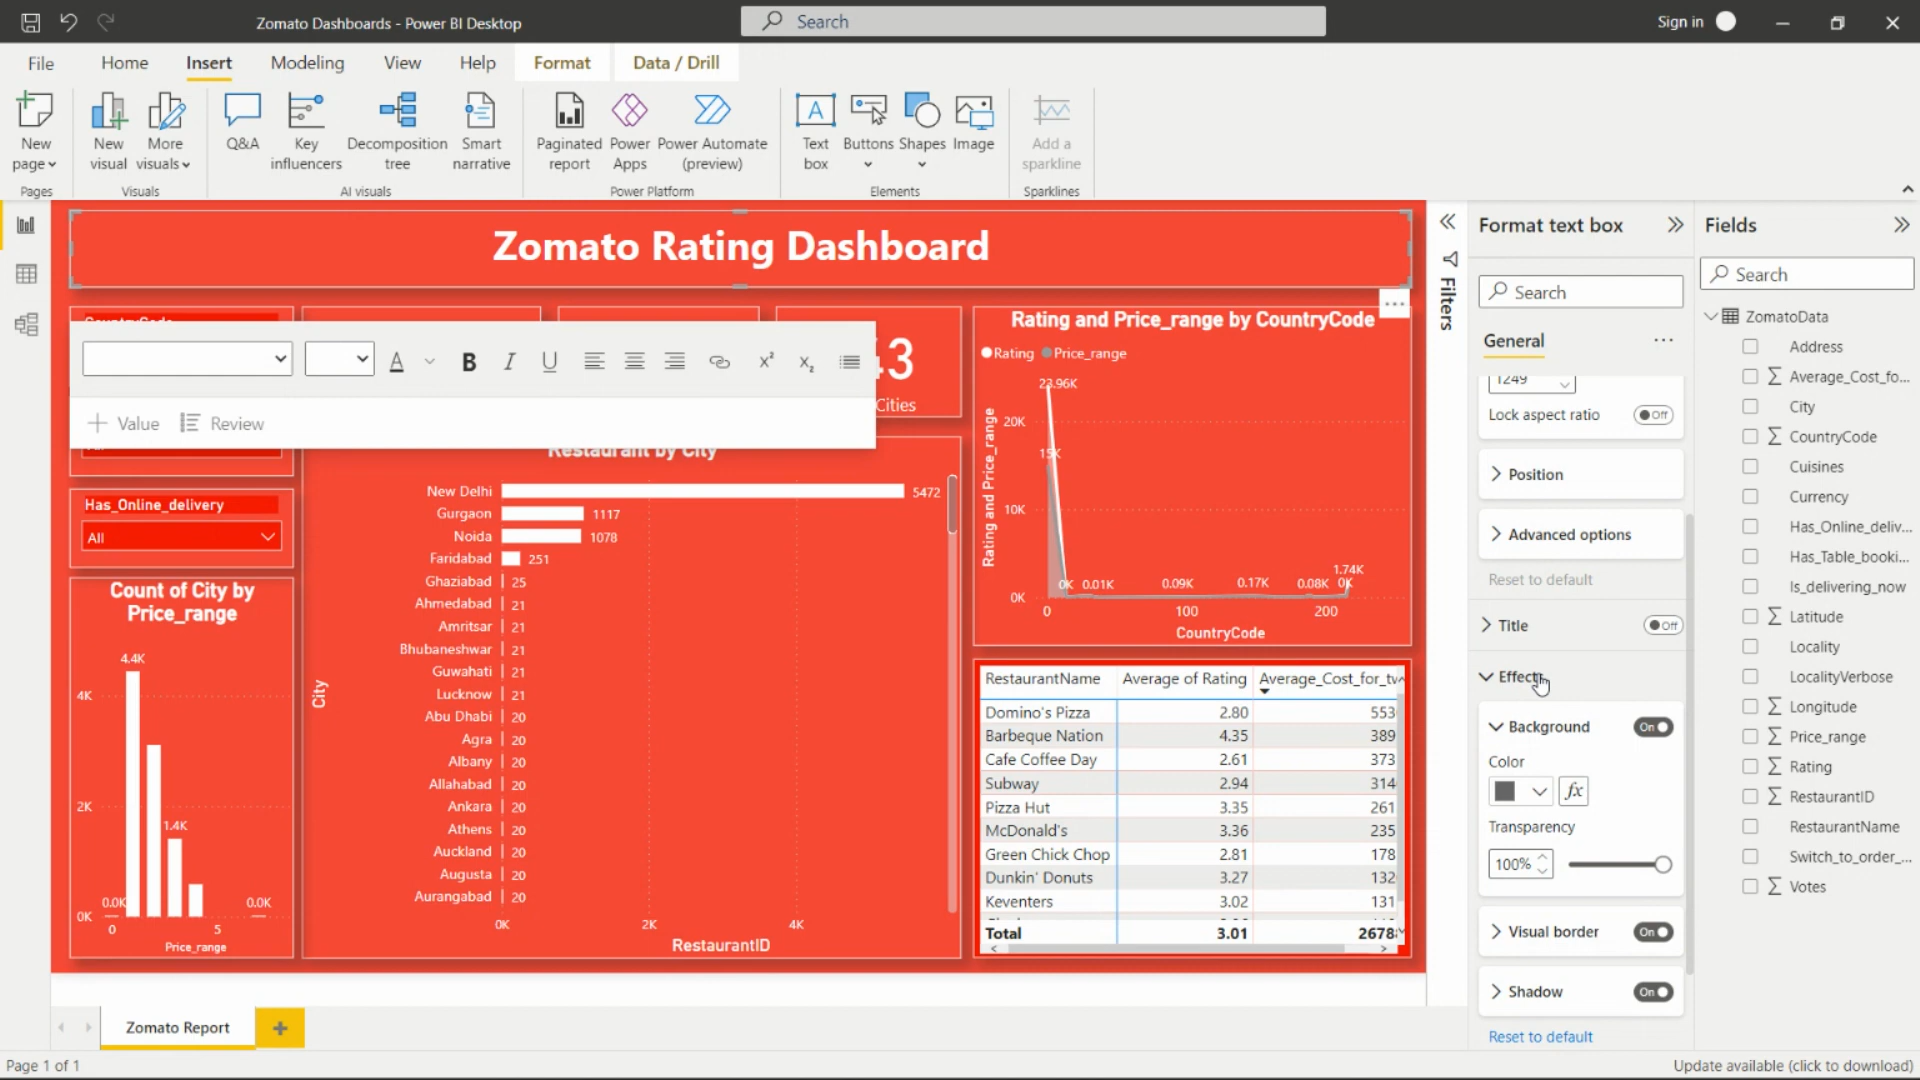 Zomato Dashboards - Power BI Desktop
Search
Sign in
File
Home
Insert
Modeling
View
Help
Format
Data / Drill
New page
New visual
More visuals
Q&A
Key influencers
Decomposition tree
Smart narrative
Paginated report
Power Apps
Power Automate (preview)
Text box
Buttons
Shapes
Image
Add a sparkline
Pages
Visuals
AI visuals
Power Platform
Elements
Sparklines
Zomato Rating Dashboard
B
I
U
Value
Review
Cities
Has_Online_delivery
All
Count of City by Price_range
4.4K
4K
2K
1.4K
0.0K
0.0K
0K
0
5
Price_range
Restaurant by City
City
New Delhi 5472
Gurgaon 1117
Noida 1078
Faridabad 251
Ghaziabad 25
Ahmedabad 21
Amritsar 21
Bhubaneshwar 21
Guwahati 21
Lucknow 21
Abu Dhabi 20
Agra 20
Albany 20
Allahabad 20
Ankara 20
Athens 20
Auckland 20
Augusta 20
Aurangabad 20
0K 2K 4K
RestaurantID
Rating and Price_range by CountryCode
Rating Price_range
Rating and Price_range
23.96K
20K
15K
10K
0K
0K 0.01K 0.09K 0.17K 0.08K 0K
1.74K
0 100 200
CountryCode
RestaurantName Average of Rating Average_Cost_for_tw
Domino's Pizza 2.80 553
Barbeque Nation 4.35 389
Cafe Coffee Day 2.61 373
Subway 2.94 314
Pizza Hut 3.35 261
McDonald's 3.36 235
Green Chick Chop 2.81 178
Dunkin' Donuts 3.27 132
Keventers 3.02 131
Total 3.01 2678
Filters
Format text box
Search
General
1249
Lock aspect ratio Off
Position
Advanced options
Reset to default
Title Off
Effects
Background On
Color
fx
Transparency
100%
Visual border On
Shadow On
Reset to default
Fields
Search
ZomatoData
Address
Average_Cost_fo...
City
CountryCode
Cuisines
Currency
Has_Online_deliv...
Has_Table_booki...
Is_delivering_now
Latitude
Locality
LocalityVerbose
Longitude
Price_range
Rating
RestaurantID
RestaurantName
Switch_to_order_...
Votes
Zomato Report
Page 1 of 1
Update available (click to download)